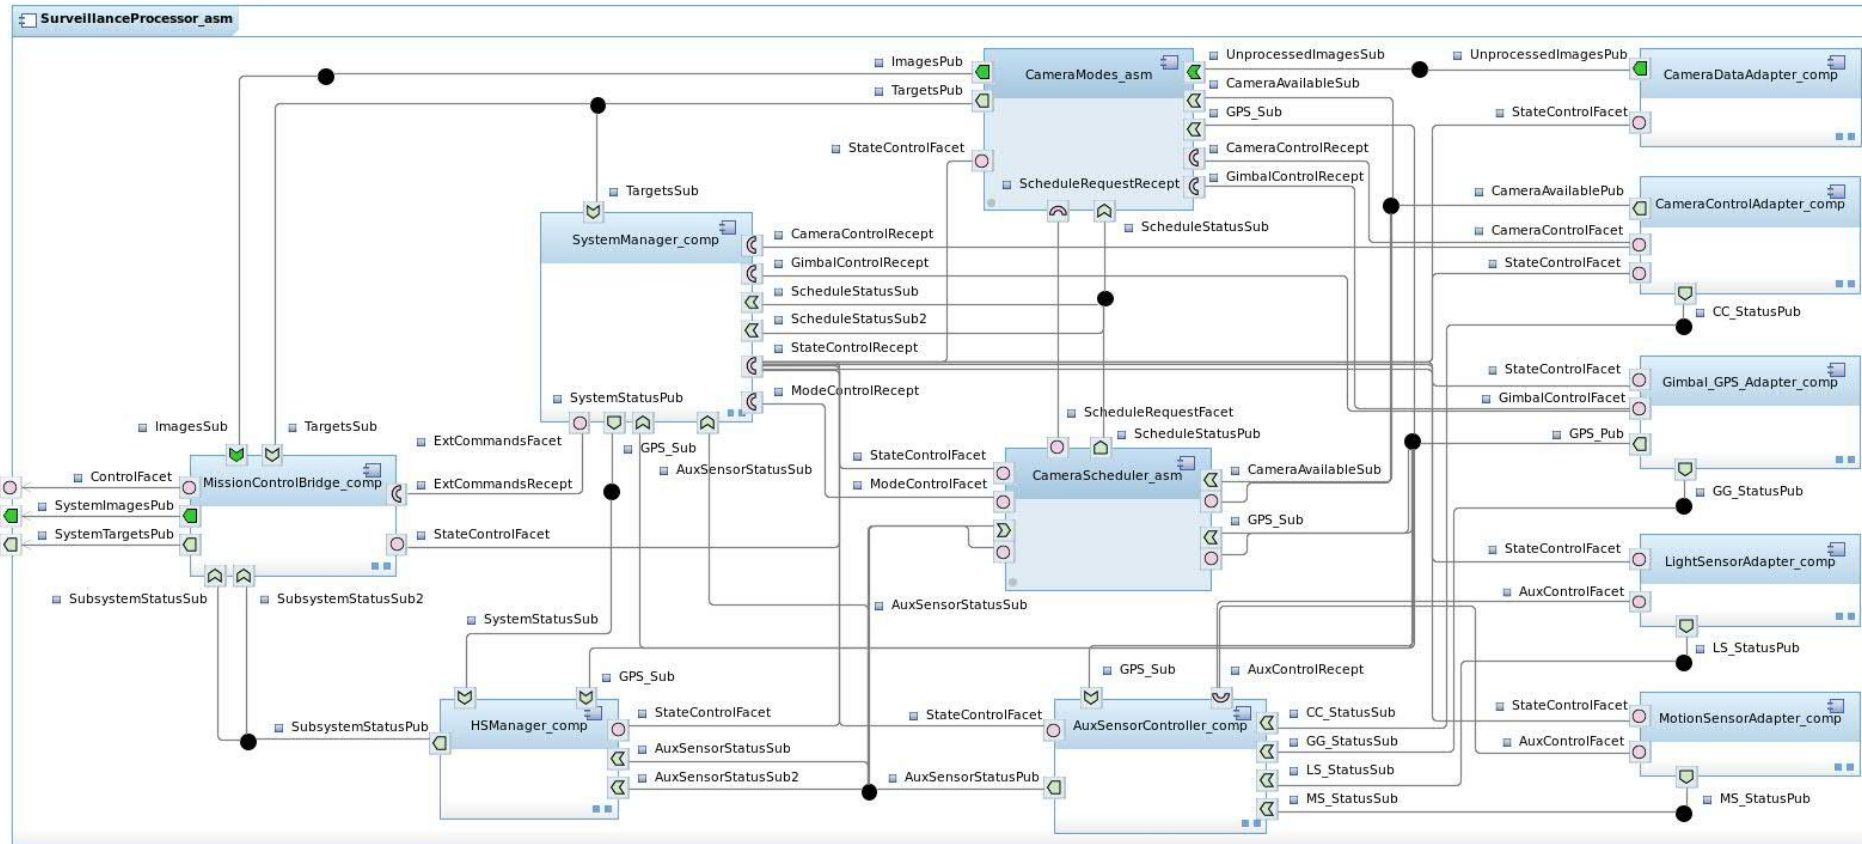 SurveillanceProcessor_asm
ImagesPub
CameraModes_asm
UnprocessedImagesSub
UnprocessedImagesPub
CameraDataAdapter_comp
TargetsPub
CameraAvailableSub
GPS_Sub
StateControlFacet
StateControlFacet
CameraControlRecept
ScheduleRequestRecept
GimbalControlRecept
TargetsSub
CameraAvailablePub
CameraControlAdapter_comp
ScheduleStatusSub
SystemManager_comp
CameraControlRecept
CameraControlFacet
GimbalControlRecept
StateControlFacet
ScheduleStatusSub
CC_StatusPub
ScheduleStatusSub2
StateControlRecept
StateControlFacet
Gimbal_GPS_Adapter_comp
ModeControlRecept
SystemStatusPub
GimbalControlFacet
ScheduleRequestFacet
ImagesSub
TargetsSub
ExtCommandsFacet
GPS_Sub
ScheduleStatusPub
GPS_Pub
StateControlFacet
AuxSensorStatusSub
CameraScheduler_asm
CameraAvailableSub
ControlFacet
MissionControlBridge_comp
ExtCommandsRecept
ModeControlFacet
GG_StatusPub
SystemImagesPub
GPS_Sub
SystemTargetsPub
StateControlFacet
StateControlFacet
LightSensorAdapter_comp
SubsystemStatusSub
SubsystemStatusSub2
AuxSensorStatusSub
AuxControlFacet
SystemStatusSub
LS_StatusPub
GPS_Sub
GPS_Sub
AuxControlRecept
SubsystemStatusPub
HSManager_comp
StateControlFacet
StateControlFacet
AuxSensorController_comp
CC_StatusSub
StateControlFacet
MotionSensorAdapter_comp
AuxSensorStatusSub
GG_StatusSub
AuxControlFacet
AuxSensorStatusSub2
AuxSensorStatusPub
LS_StatusSub
MS_StatusSub
MS_StatusPub